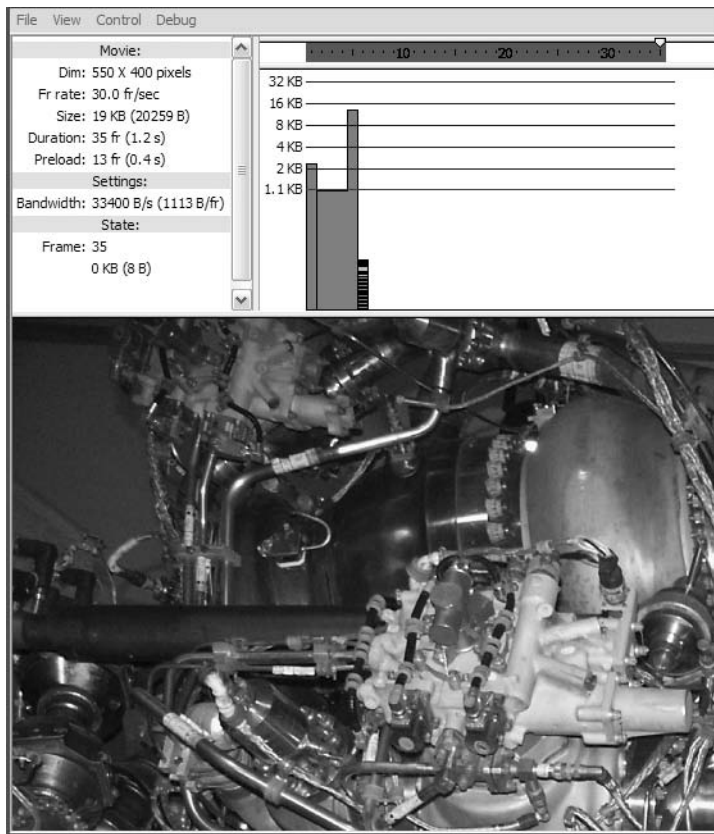 File View Control Debug
Movie:
Dim: 550 X 400 pixels
Fr rate: 30.0 fr/sec
Size: 19 KB (20259 B)
Duration: 35 fr (1.2 s)
Preload: 13 fr (0.4 s)
Settings:
Bandwidth: 33400 B/s (1113 B/fr)
State:
Frame: 35
0 KB (8 B)
10 20 30
32 KB
16 KB
8 KB
4 KB
2 KB
1.1 KB